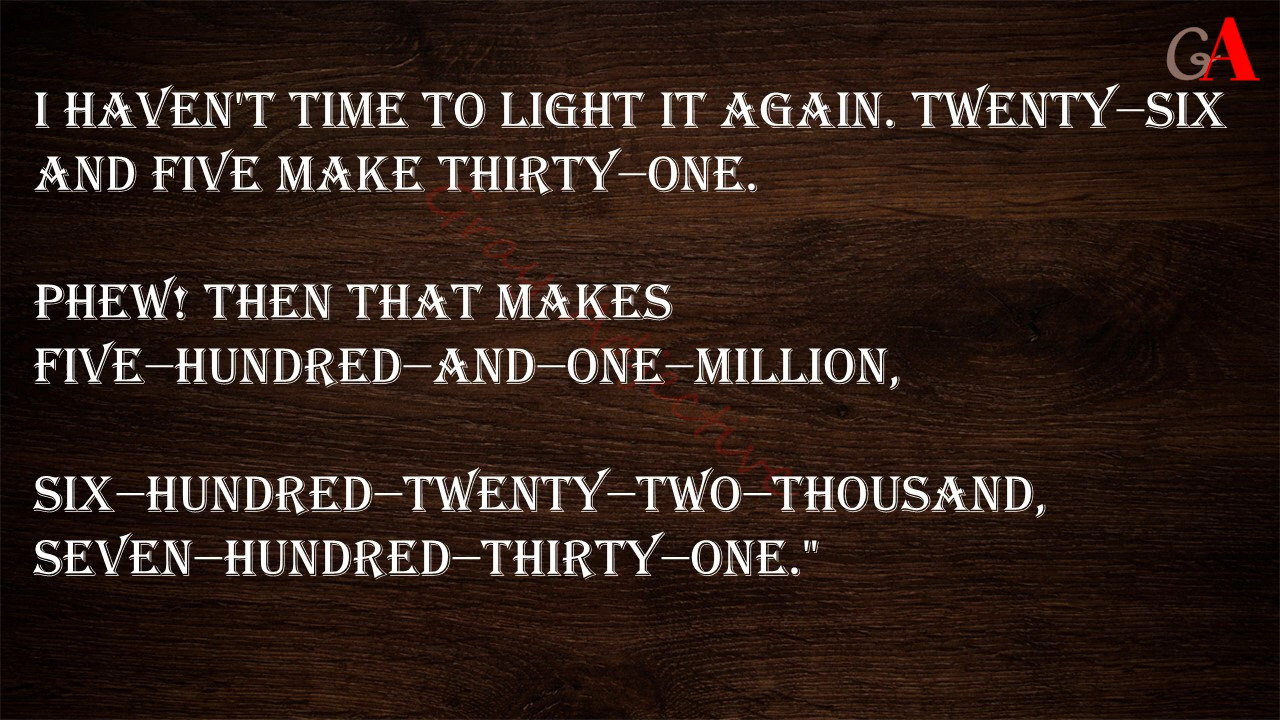 GA
I HAVEN'T TIME TO LIGHT IT AGAIN. TWENTY-SIX
AND FIVE MAKE THIRTY-ONE.
PHEW! THEN THAT MAKES
FIVE-HUNDRED-AND-ONE-MILLION,
SIX-HUNDRED-TWENTY-TWO-THOUSAND,
SEVEN-HUNDRED-THIRTY-ONE."